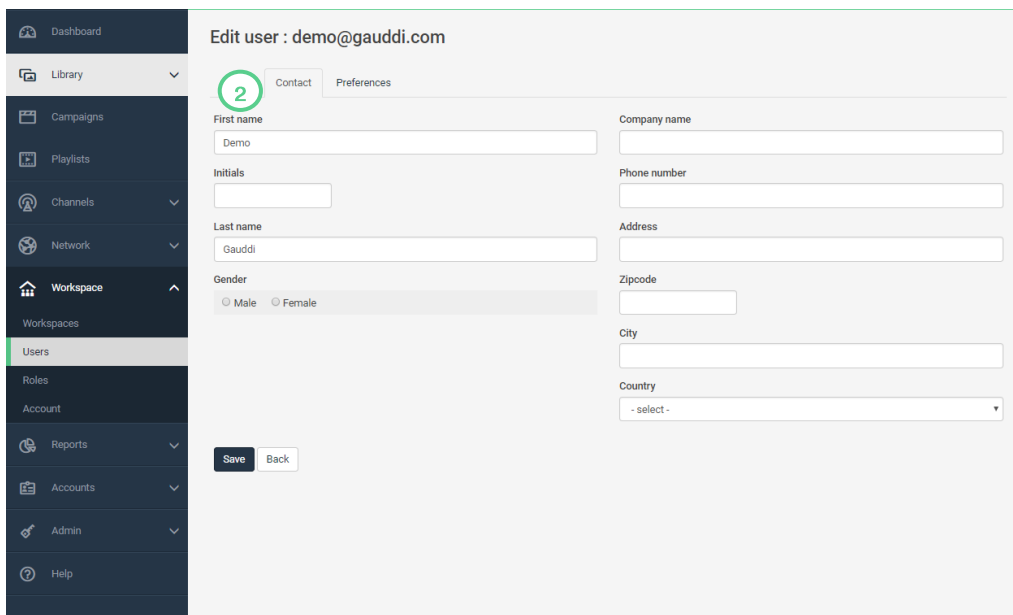 Dashboard
Library
Campaigns
Playlists
Channels
Network
Workspace
Workspaces
Users
Roles
Account
Reports
Accounts
Admin
Help
Edit user : demo@gauddi.com
2
Contact
Preferences
First name
Demo
Initials
Last name
Gauddi
Gender
Male
Female
Company name
Phone number
Address
Zipcode
City
Country
- select -
Save
Back